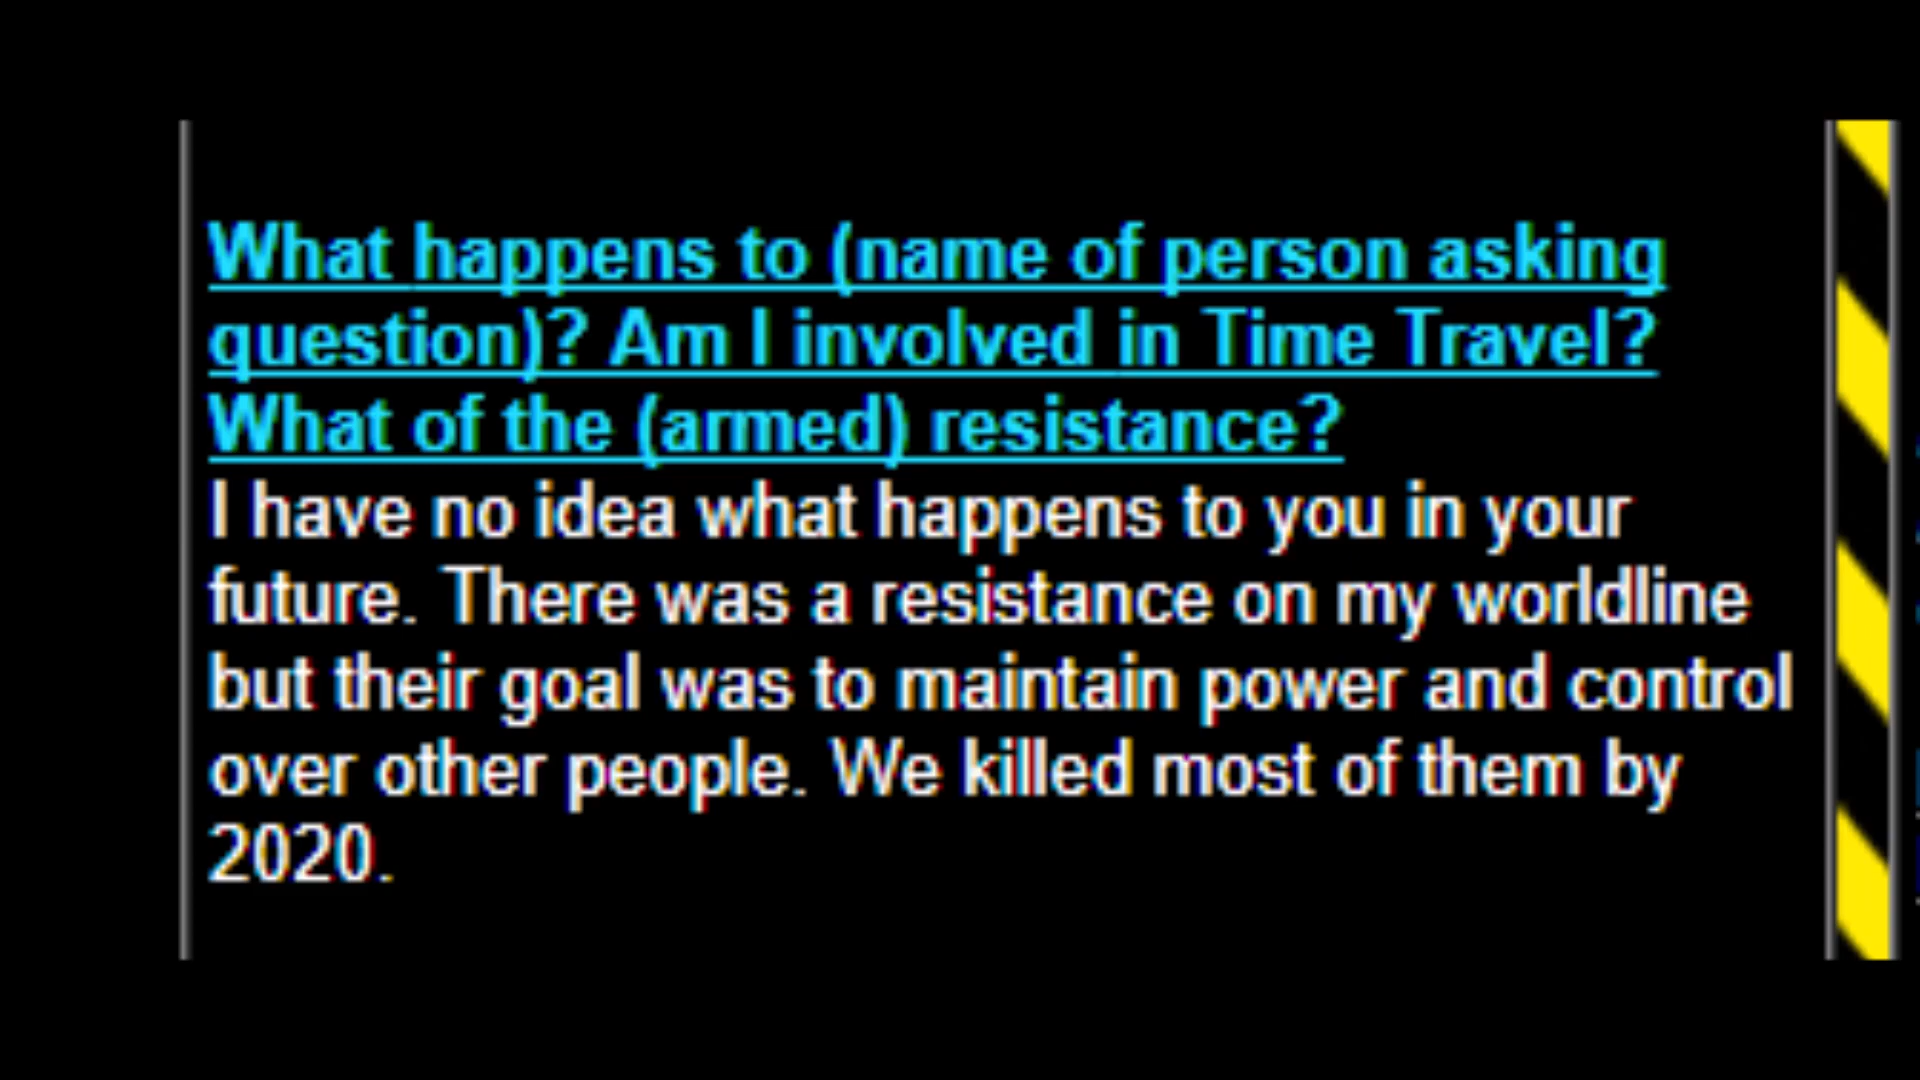 What happens to (name of person asking
question)? Am I involved in Time Travel?
What of the (armed) resistance?
I have no idea what happens to you in your
future. There was a resistance on my worldline
but their goal was to maintain power and control
over other people. We killed most of them by
2020.